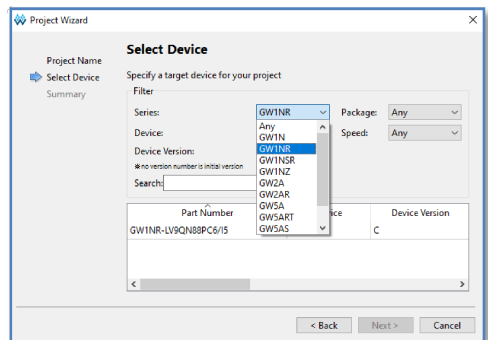 Project Wizard
Project Name
Select Device
Summary
Select Device
Specify a target device for your project
Filter
Series: GW1NR Package: Any
Device: Speed: Any
Device Version:
※no version number is initial version
Search:
Any
GW1N
GW1NR
GW1NSR
GW1NZ
GW2A
GW2AR
GW5A
GW5ART
GW5AS
Part Number ice Device Version
GW1NR-LV9QN88PC6/I5 C
< Back Next > Cancel